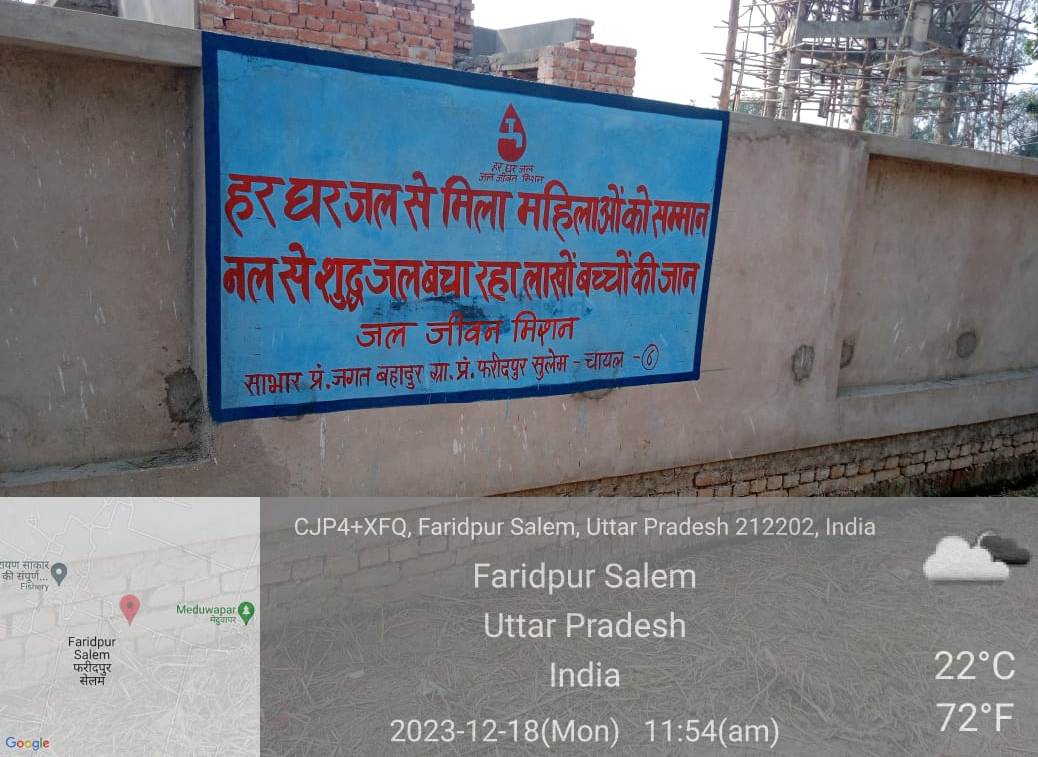 हर घर जल
जल जीवन मिशन
हर घर जल से मिला महिलाओं को सम्मान
नल से शुद्ध जल बचा रहा लाखों बच्चों की जान
जल जीवन मिशन
साभार प्रं. जगत बहादुर ग्रा. प्रं. फरीदपुर सुलेम - चायल -
CJP4+XFQ, Faridpur Salem, Uttar Pradesh 212202, India
Faridpur Salem
Uttar Pradesh
India
2023-12-18(Mon) 11:54(am)
22°C
72°F
रायण साकार
की संपूर्ण...
Fishery
Meduwapar
मेदुवापर
Faridpur
Salem
फरीदपुर
सेलम
Google